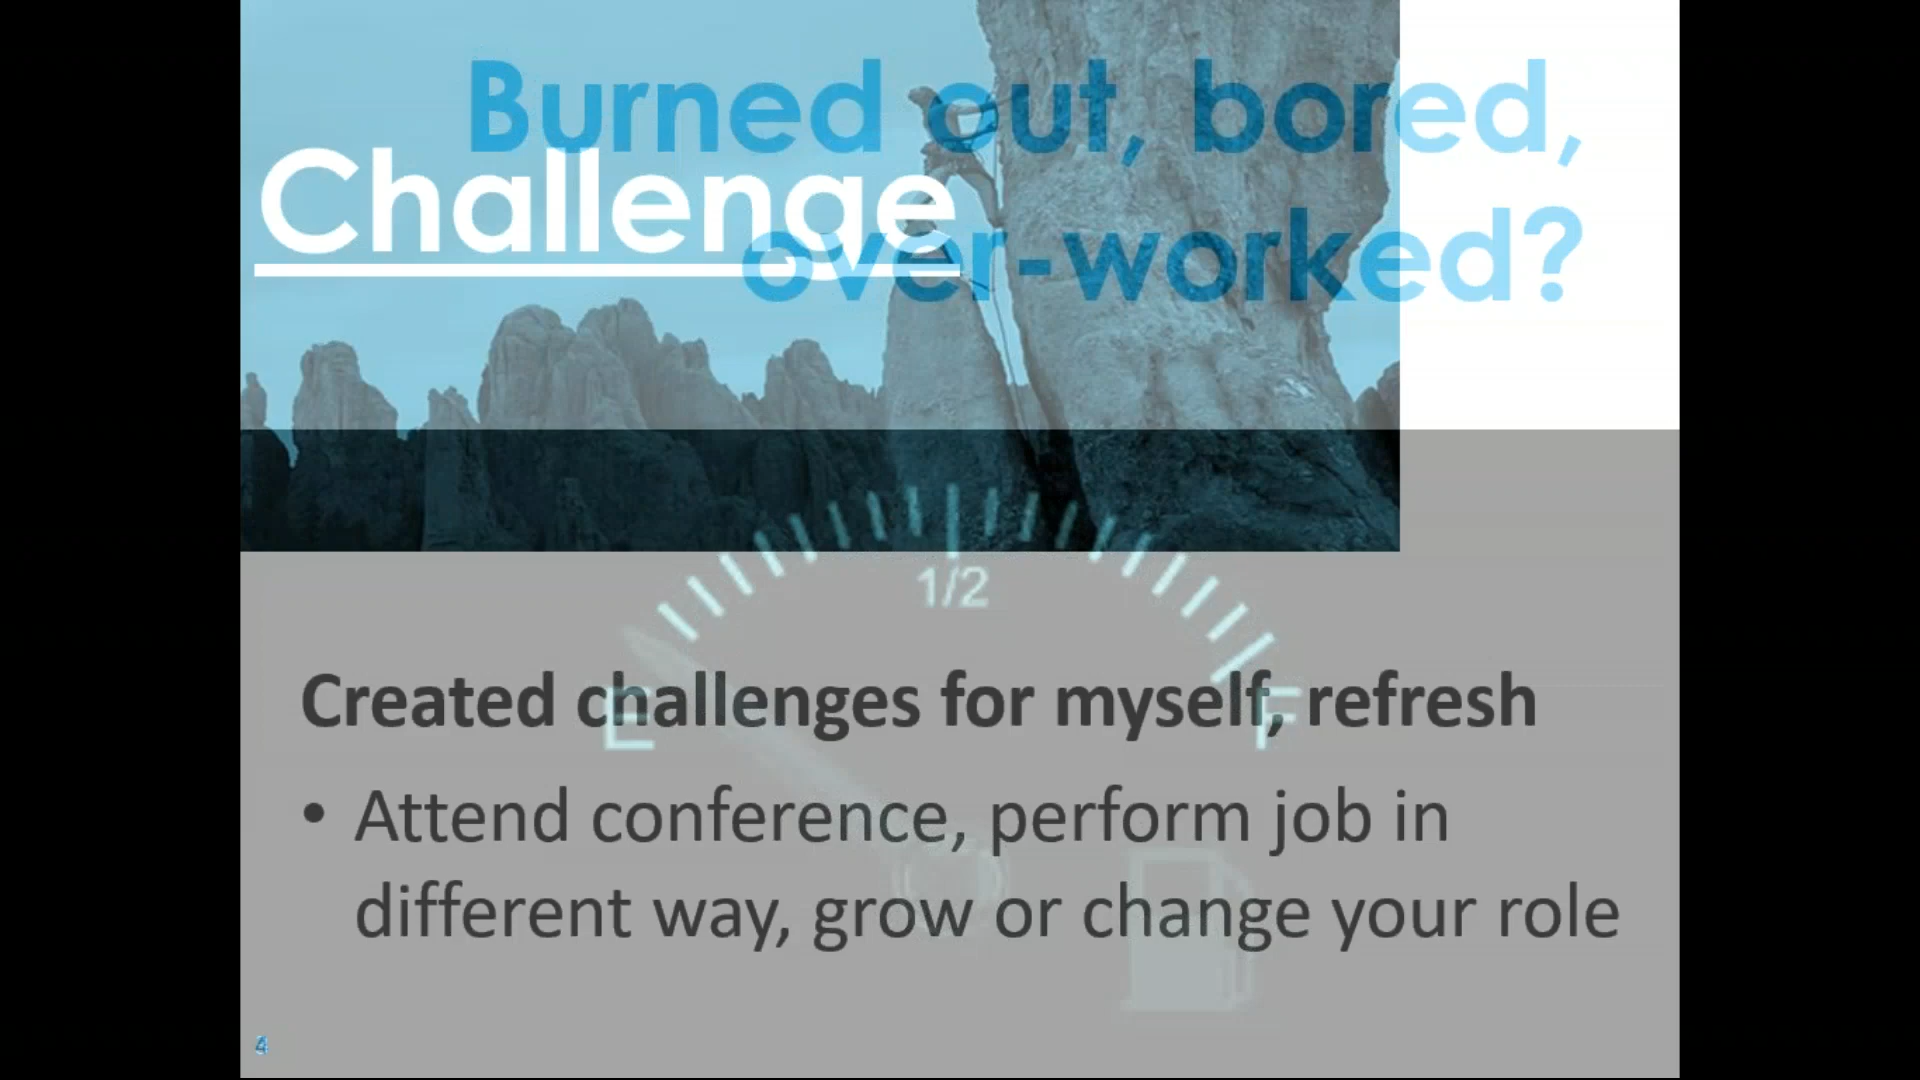 Burned out, bored,
over-worked?
Challenge
1/2
E
F
Created challenges for myself, refresh
• Attend conference, perform job in
different way, grow or change your role